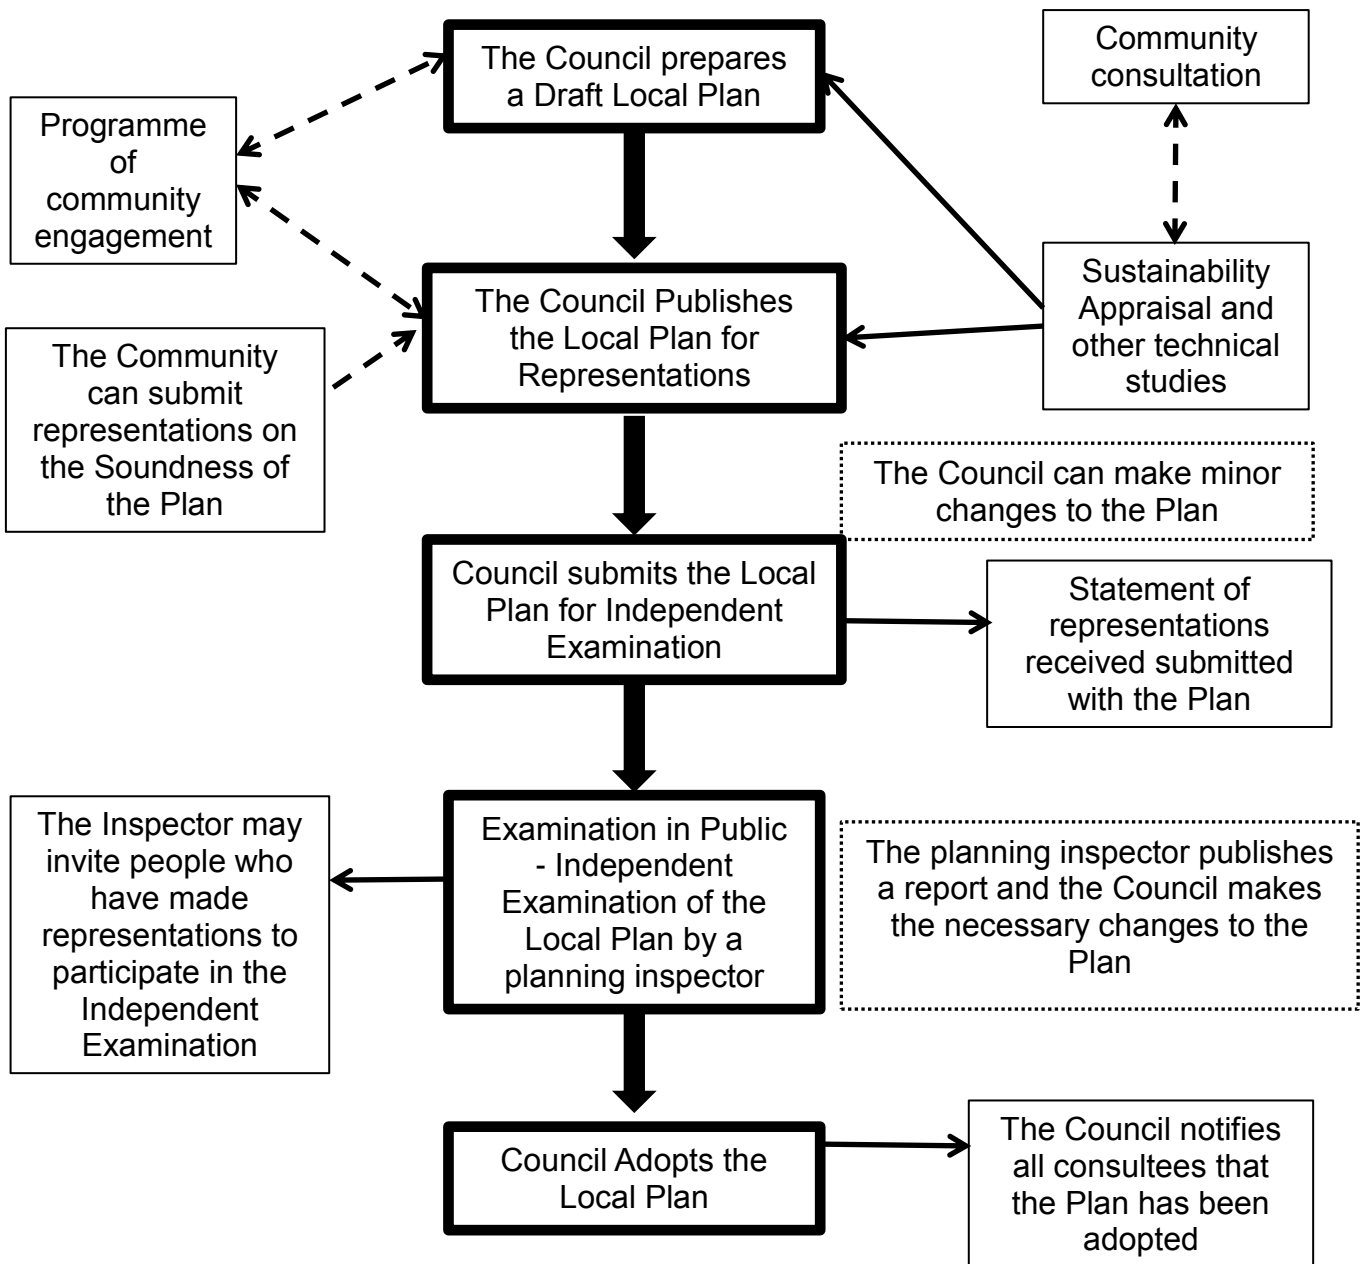 The Council prepares
a Draft Local Plan
Community
consultation
Programme
of
community
engagement
The Council Publishes
the Local Plan for
Representations
Sustainability
Appraisal and
other technical
studies
The Community
can submit
representations on
the Soundness of
the Plan
The Council can make minor
changes to the Plan
Council submits the Local
Plan for Independent
Examination
Statement of
representations
received submitted
with the Plan
The Inspector may
invite people who
have made
representations to
participate in the
Independent
Examination
Examination in Public
- Independent
Examination of the
Local Plan by a
planning inspector
The planning inspector publishes
a report and the Council makes
the necessary changes to the
Plan
Council Adopts the
Local Plan
The Council notifies
all consultees that
the Plan has been
adopted